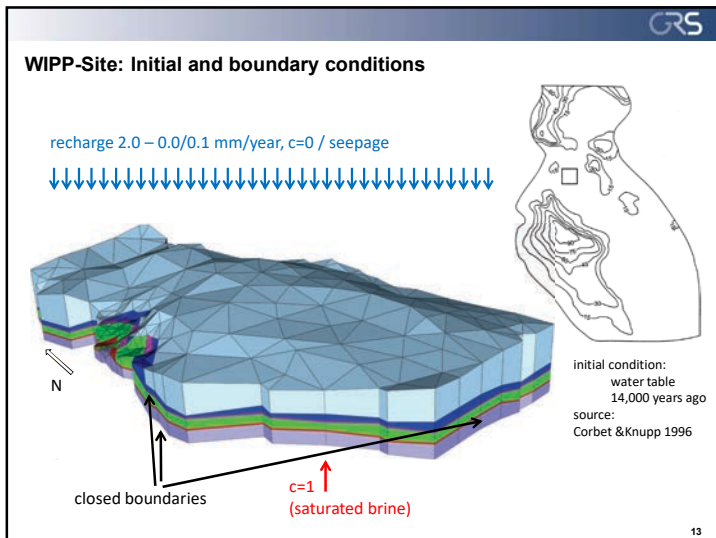 GRS
WIPP-Site: Initial and boundary conditions
recharge 2.0 – 0.0/0.1 mm/year, c=0 / seepage
N
initial condition:
water table
14,000 years ago
source:
Corbet &Knupp 1996
closed boundaries
c=1
(saturated brine)
13